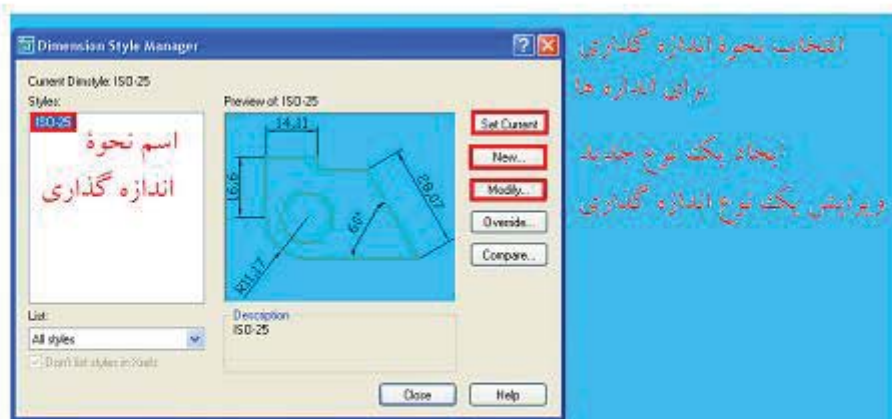 Dimension Style Manager
انتخاب نحوهٔ اندازه گذاری
برای اندازه ها
Current Dimstyle: ISO-25
Styles:
Preview of: ISO-25
ISO-25
اسم نحوهٔ
اندازه گذاری
14,11
16,6
28,07
60°
R11,17
Set Current
New...
Modify...
Override...
Compare...
ایجاد یک نوع جدید
ویرایش یک نوع اندازه گذاری
List:
All styles
Don't list styles in Xrefs
Description
ISO-25
Close
Help